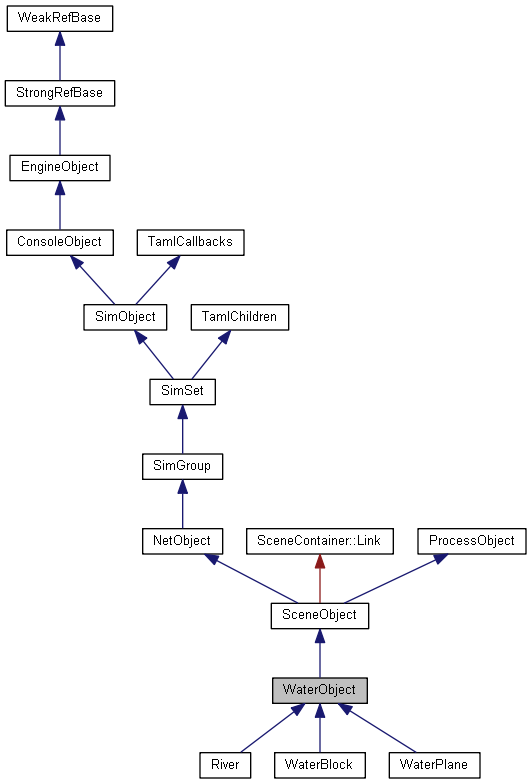 WeakRefBase
StrongRefBase
EngineObject
ConsoleObject
TamlCallbacks
SimObject
TamlChildren
SimSet
SimGroup
NetObject
SceneContainer::Link
ProcessObject
SceneObject
WaterObject
River
WaterBlock
WaterPlane